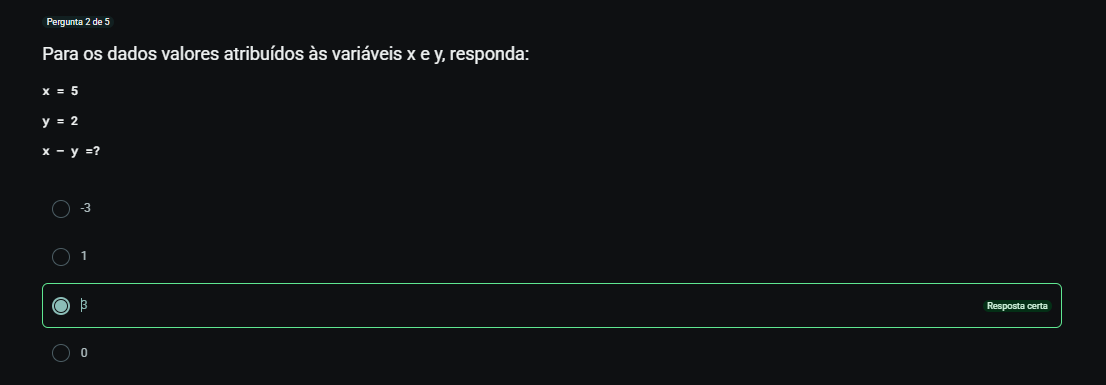 Pergunta 2 de 5
Para os dados valores atribuídos às variáveis x e y, responda:
x = 5
y = 2
x – y =?
-3
1
3
Resposta certa
0